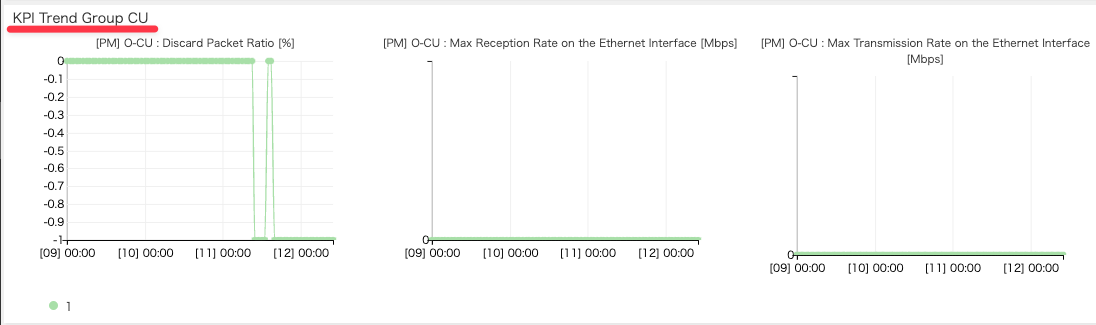 KPI Trend Group CU
[PM] O-CU : Discard Packet Ratio [%]
0
-0.1
-0.2
-0.3
-0.4
-0.5
-0.6
-0.7
-0.8
-0.9
-1
[09] 00:00 [10] 00:00 [11] 00:00 [12] 00:00
[PM] O-CU : Max Reception Rate on the Ethernet Interface [Mbps]
0
[09] 00:00 [10] 00:00 [11] 00:00 [12] 00:00
[PM] O-CU : Max Transmission Rate on the Ethernet Interface
[Mbps]
0
[09] 00:00 [10] 00:00 [11] 00:00 [12] 00:00
1